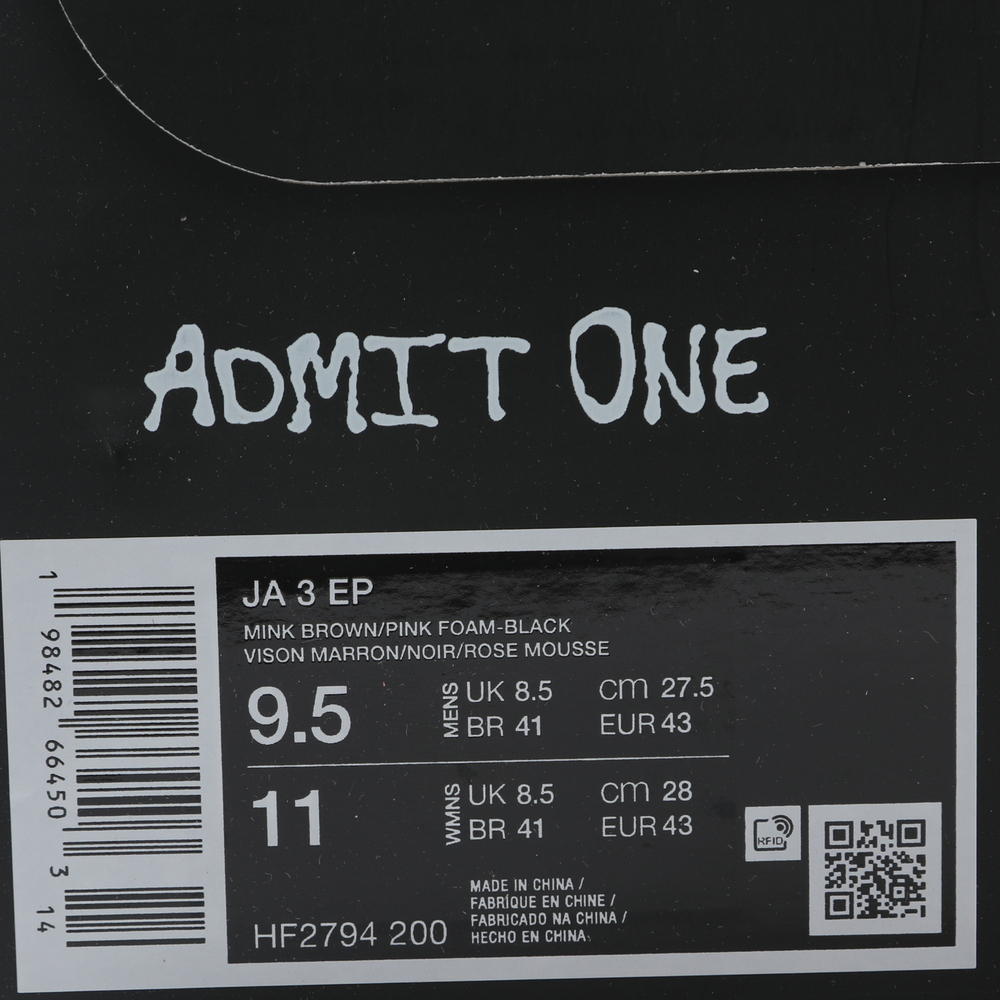 ADMIT ONE
JA 3 EP
MINK BROWN/PINK FOAM-BLACK
VISON MARRON/NOIR/ROSE MOUSSE
9.5 MENS UK 8.5 cm 27.5
BR 41 EUR 43
11 WMNS UK 8.5 cm 28
BR 41 EUR 43
RFID
MADE IN CHINA /
FABRIQUE EN CHINE /
FABRICADO NA CHINA /
HECHO EN CHINA.
HF2794 200
1 98482 66450 3 14